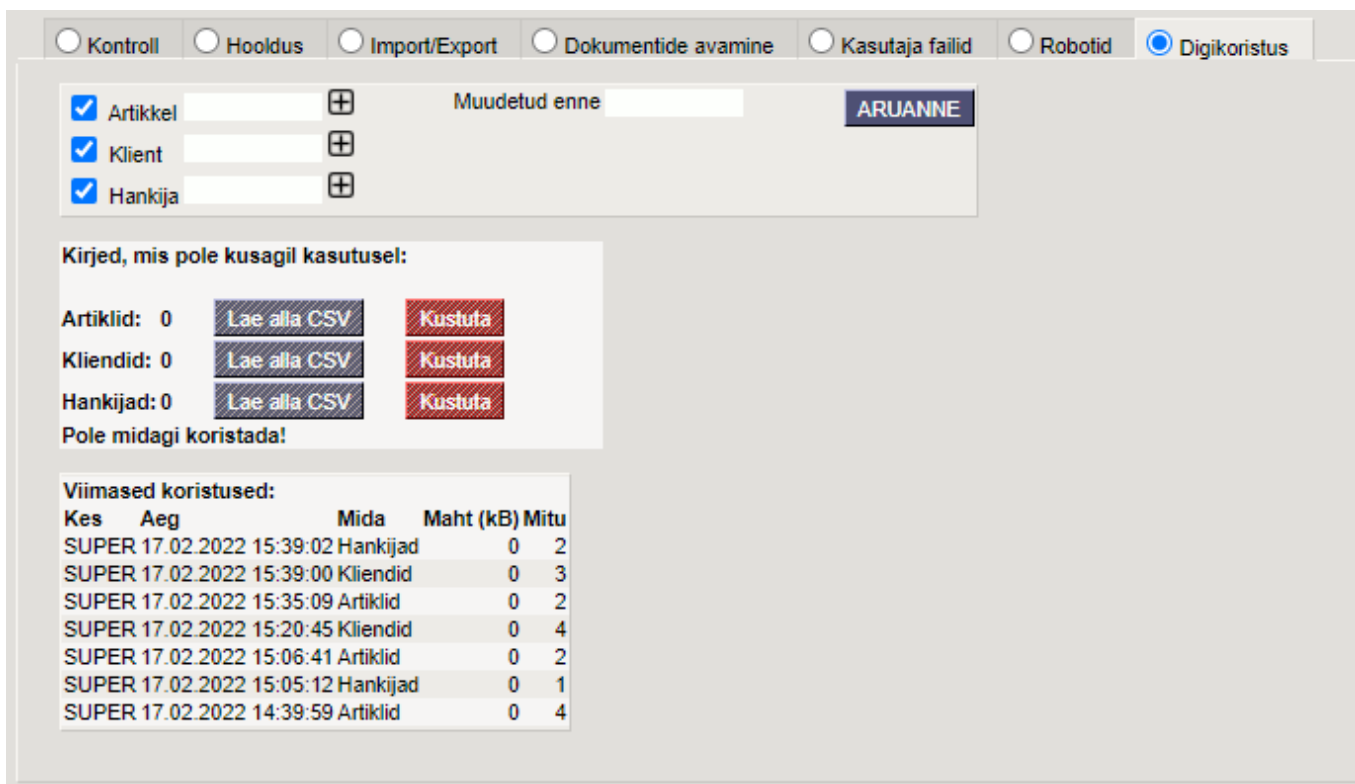 Kontroll Hooldus Import/Export Dokumentide avamine Kasutaja failid Robotid Digikoristus
Artikkel Muudetud enne ARUANNE
Klient
Hankija
Kirjed, mis pole kusagil kasutusel:
Artiklid: 0 Lae alla CSV Kustuta
Kliendid: 0 Lae alla CSV Kustuta
Hankijad: 0 Lae alla CSV Kustuta
Pole midagi koristada!
Viimased koristused:
Kes Aeg Mida Maht (kB) Mitu
SUPER 17.02.2022 15:39:02 Hankijad 0 2
SUPER 17.02.2022 15:39:00 Kliendid 0 3
SUPER 17.02.2022 15:35:09 Artiklid 0 2
SUPER 17.02.2022 15:20:45 Kliendid 0 4
SUPER 17.02.2022 15:06:41 Artiklid 0 2
SUPER 17.02.2022 15:05:12 Hankijad 0 1
SUPER 17.02.2022 14:39:59 Artiklid 0 4